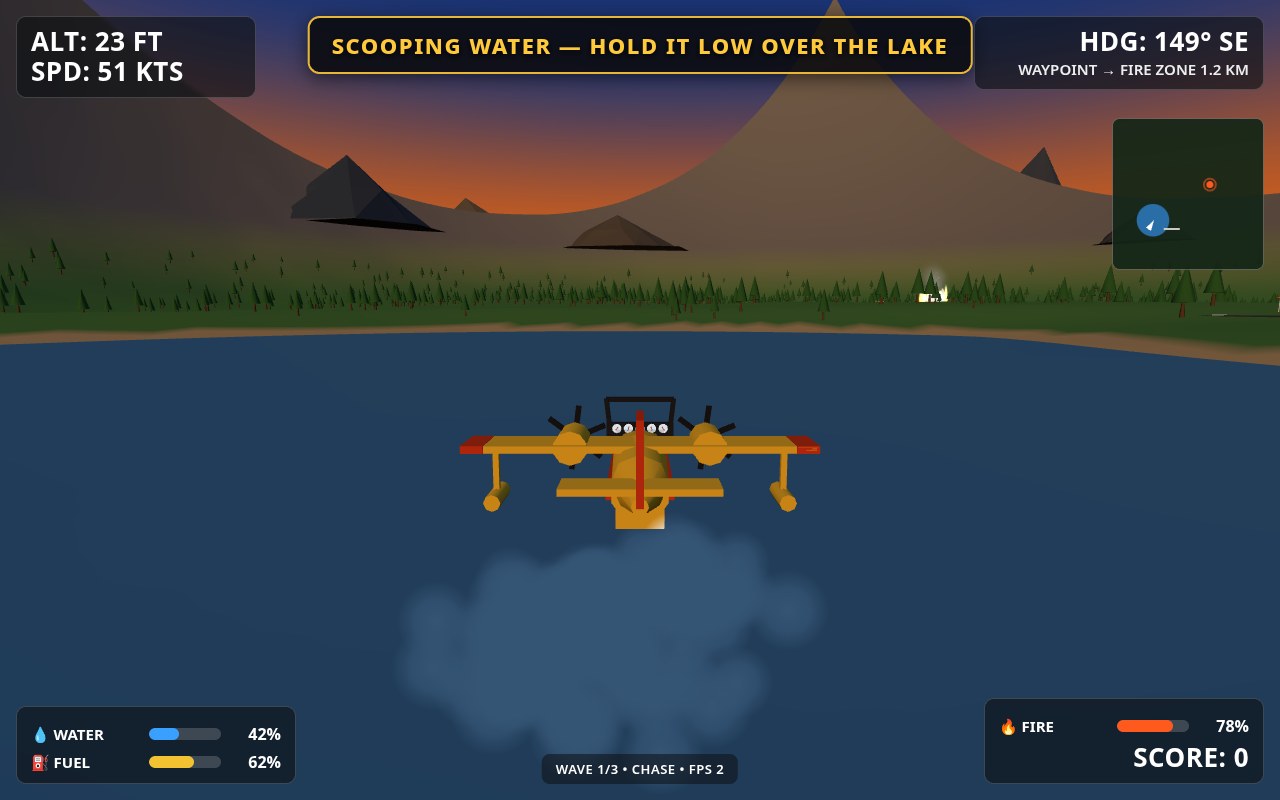 ALT: 23 FT
SPD: 51 KTS
SCOOPING WATER — HOLD IT LOW OVER THE LAKE
HDG: 149° SE
WAYPOINT → FIRE ZONE 1.2 KM
💧 WATER 42%
⛽ FUEL 62%
WAVE 1/3 • CHASE • FPS 2
🔥 FIRE 78%
SCORE: 0